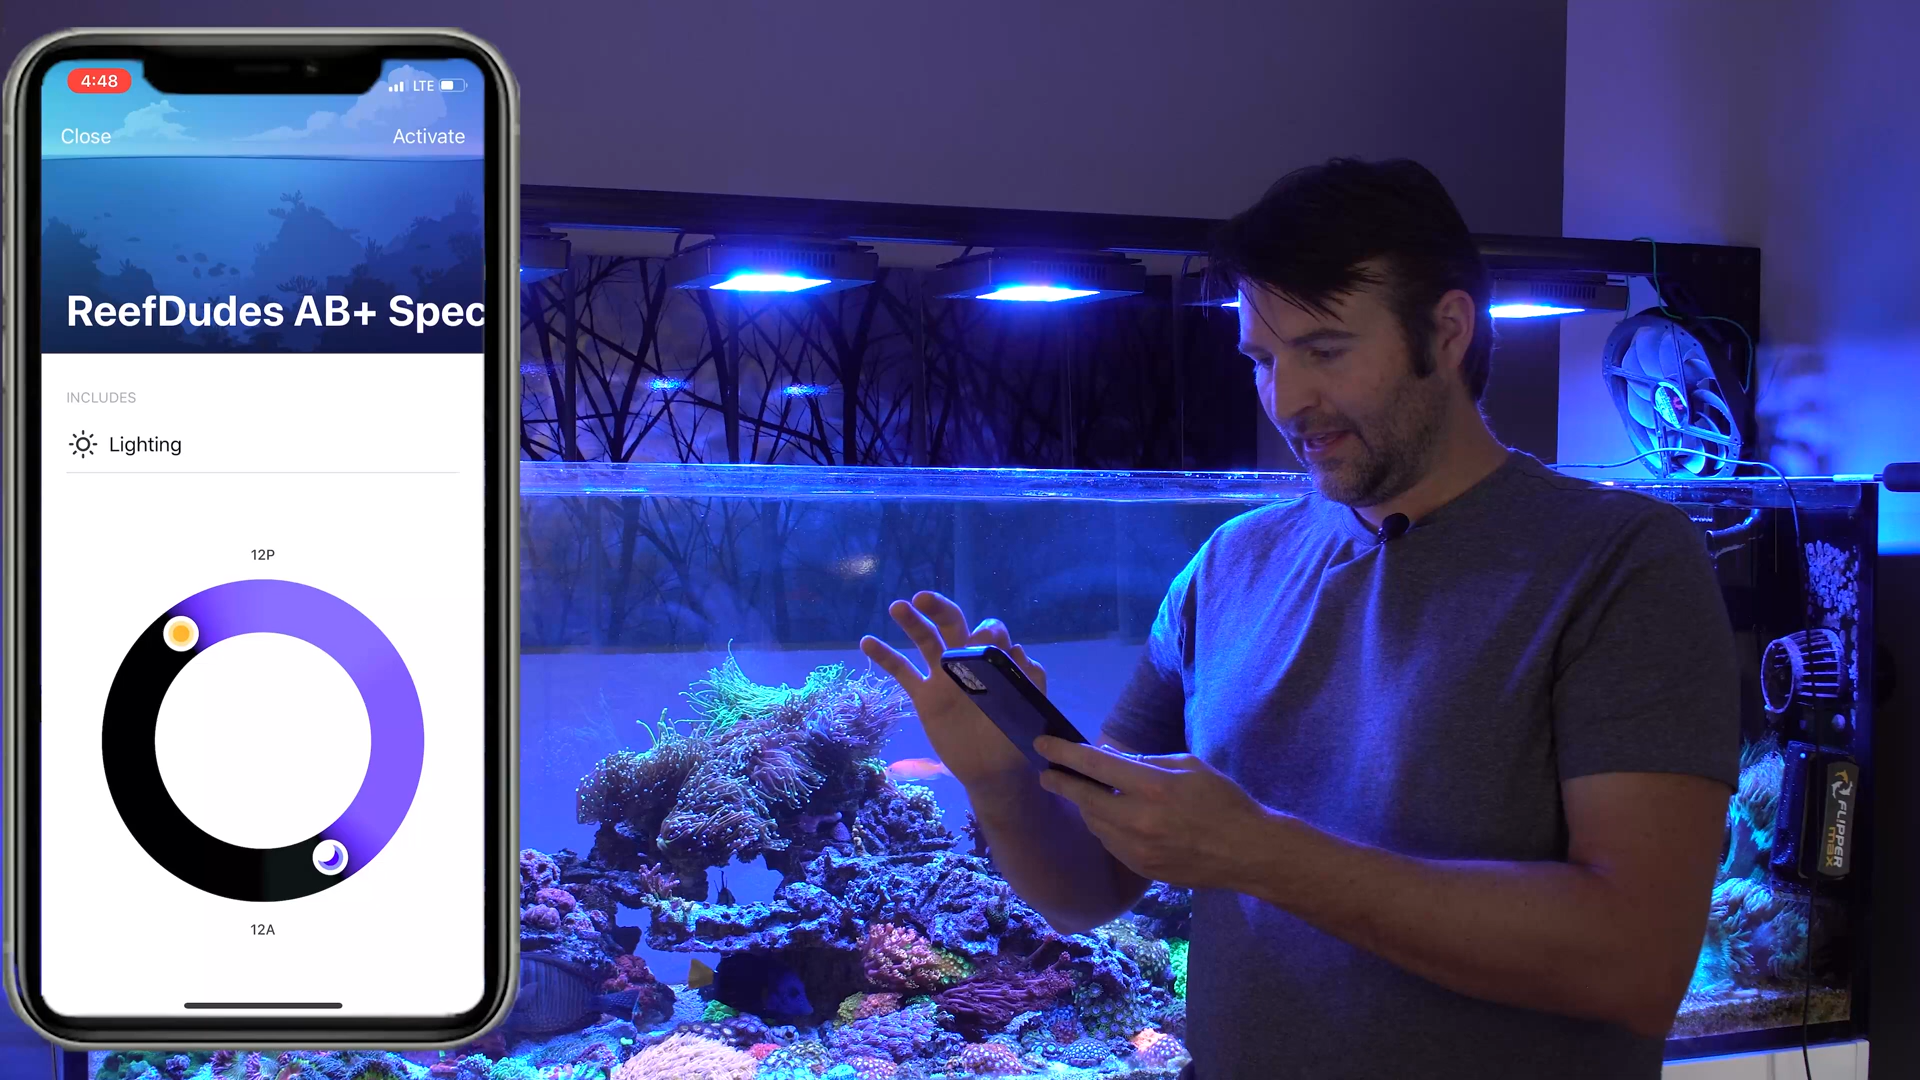 4:48
LTE
Close
Activate
ReefDudes AB+ Spec
INCLUDES
Lighting
12P
12A
FLIPPER
max